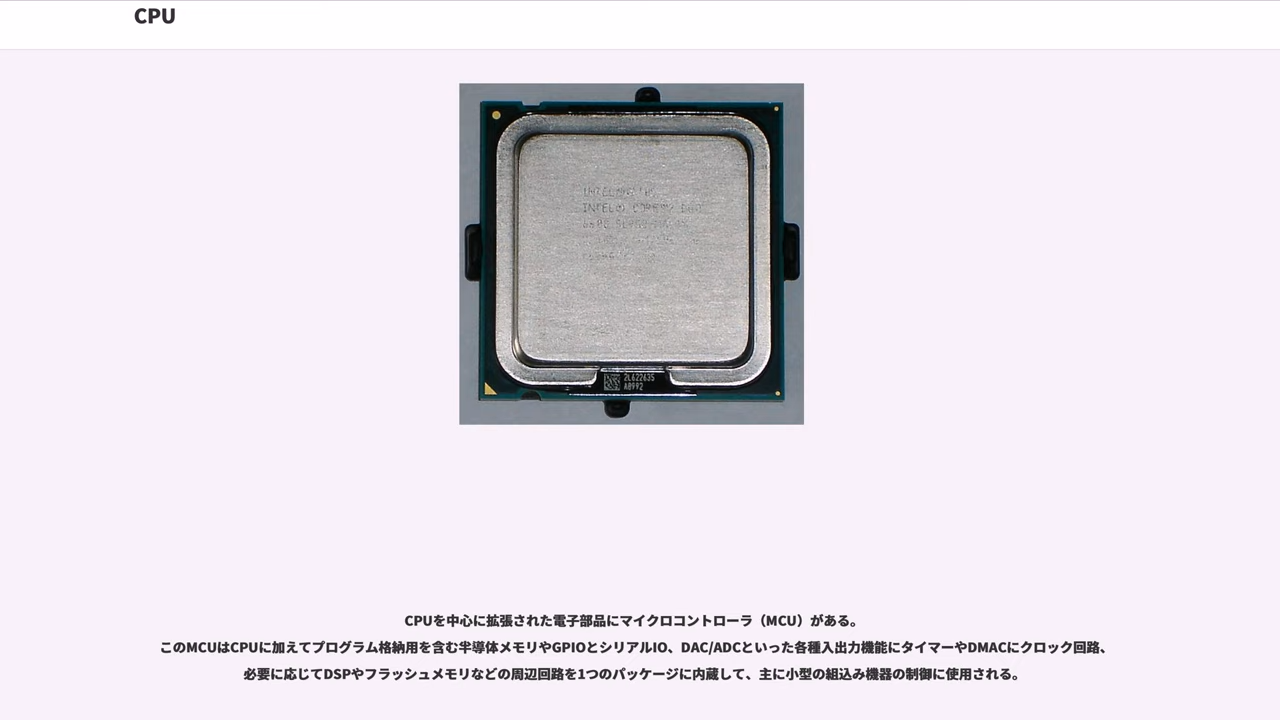 CPU
INTEL
2L622635
A0992
CPUを中心に拡張された電子部品にマイクロコントローラ（MCU）がある。
このMCUはCPUに加えてプログラム格納用を含む半導体メモリやGPIOとシリアルIO、DAC/ADCといった各種入出力機能にタイマーやDMACにクロック回路、
必要に応じてDSPやフラッシュメモリなどの周辺回路を1つのパッケージに内蔵して、主に小型の組込み機器の制御に使用される。